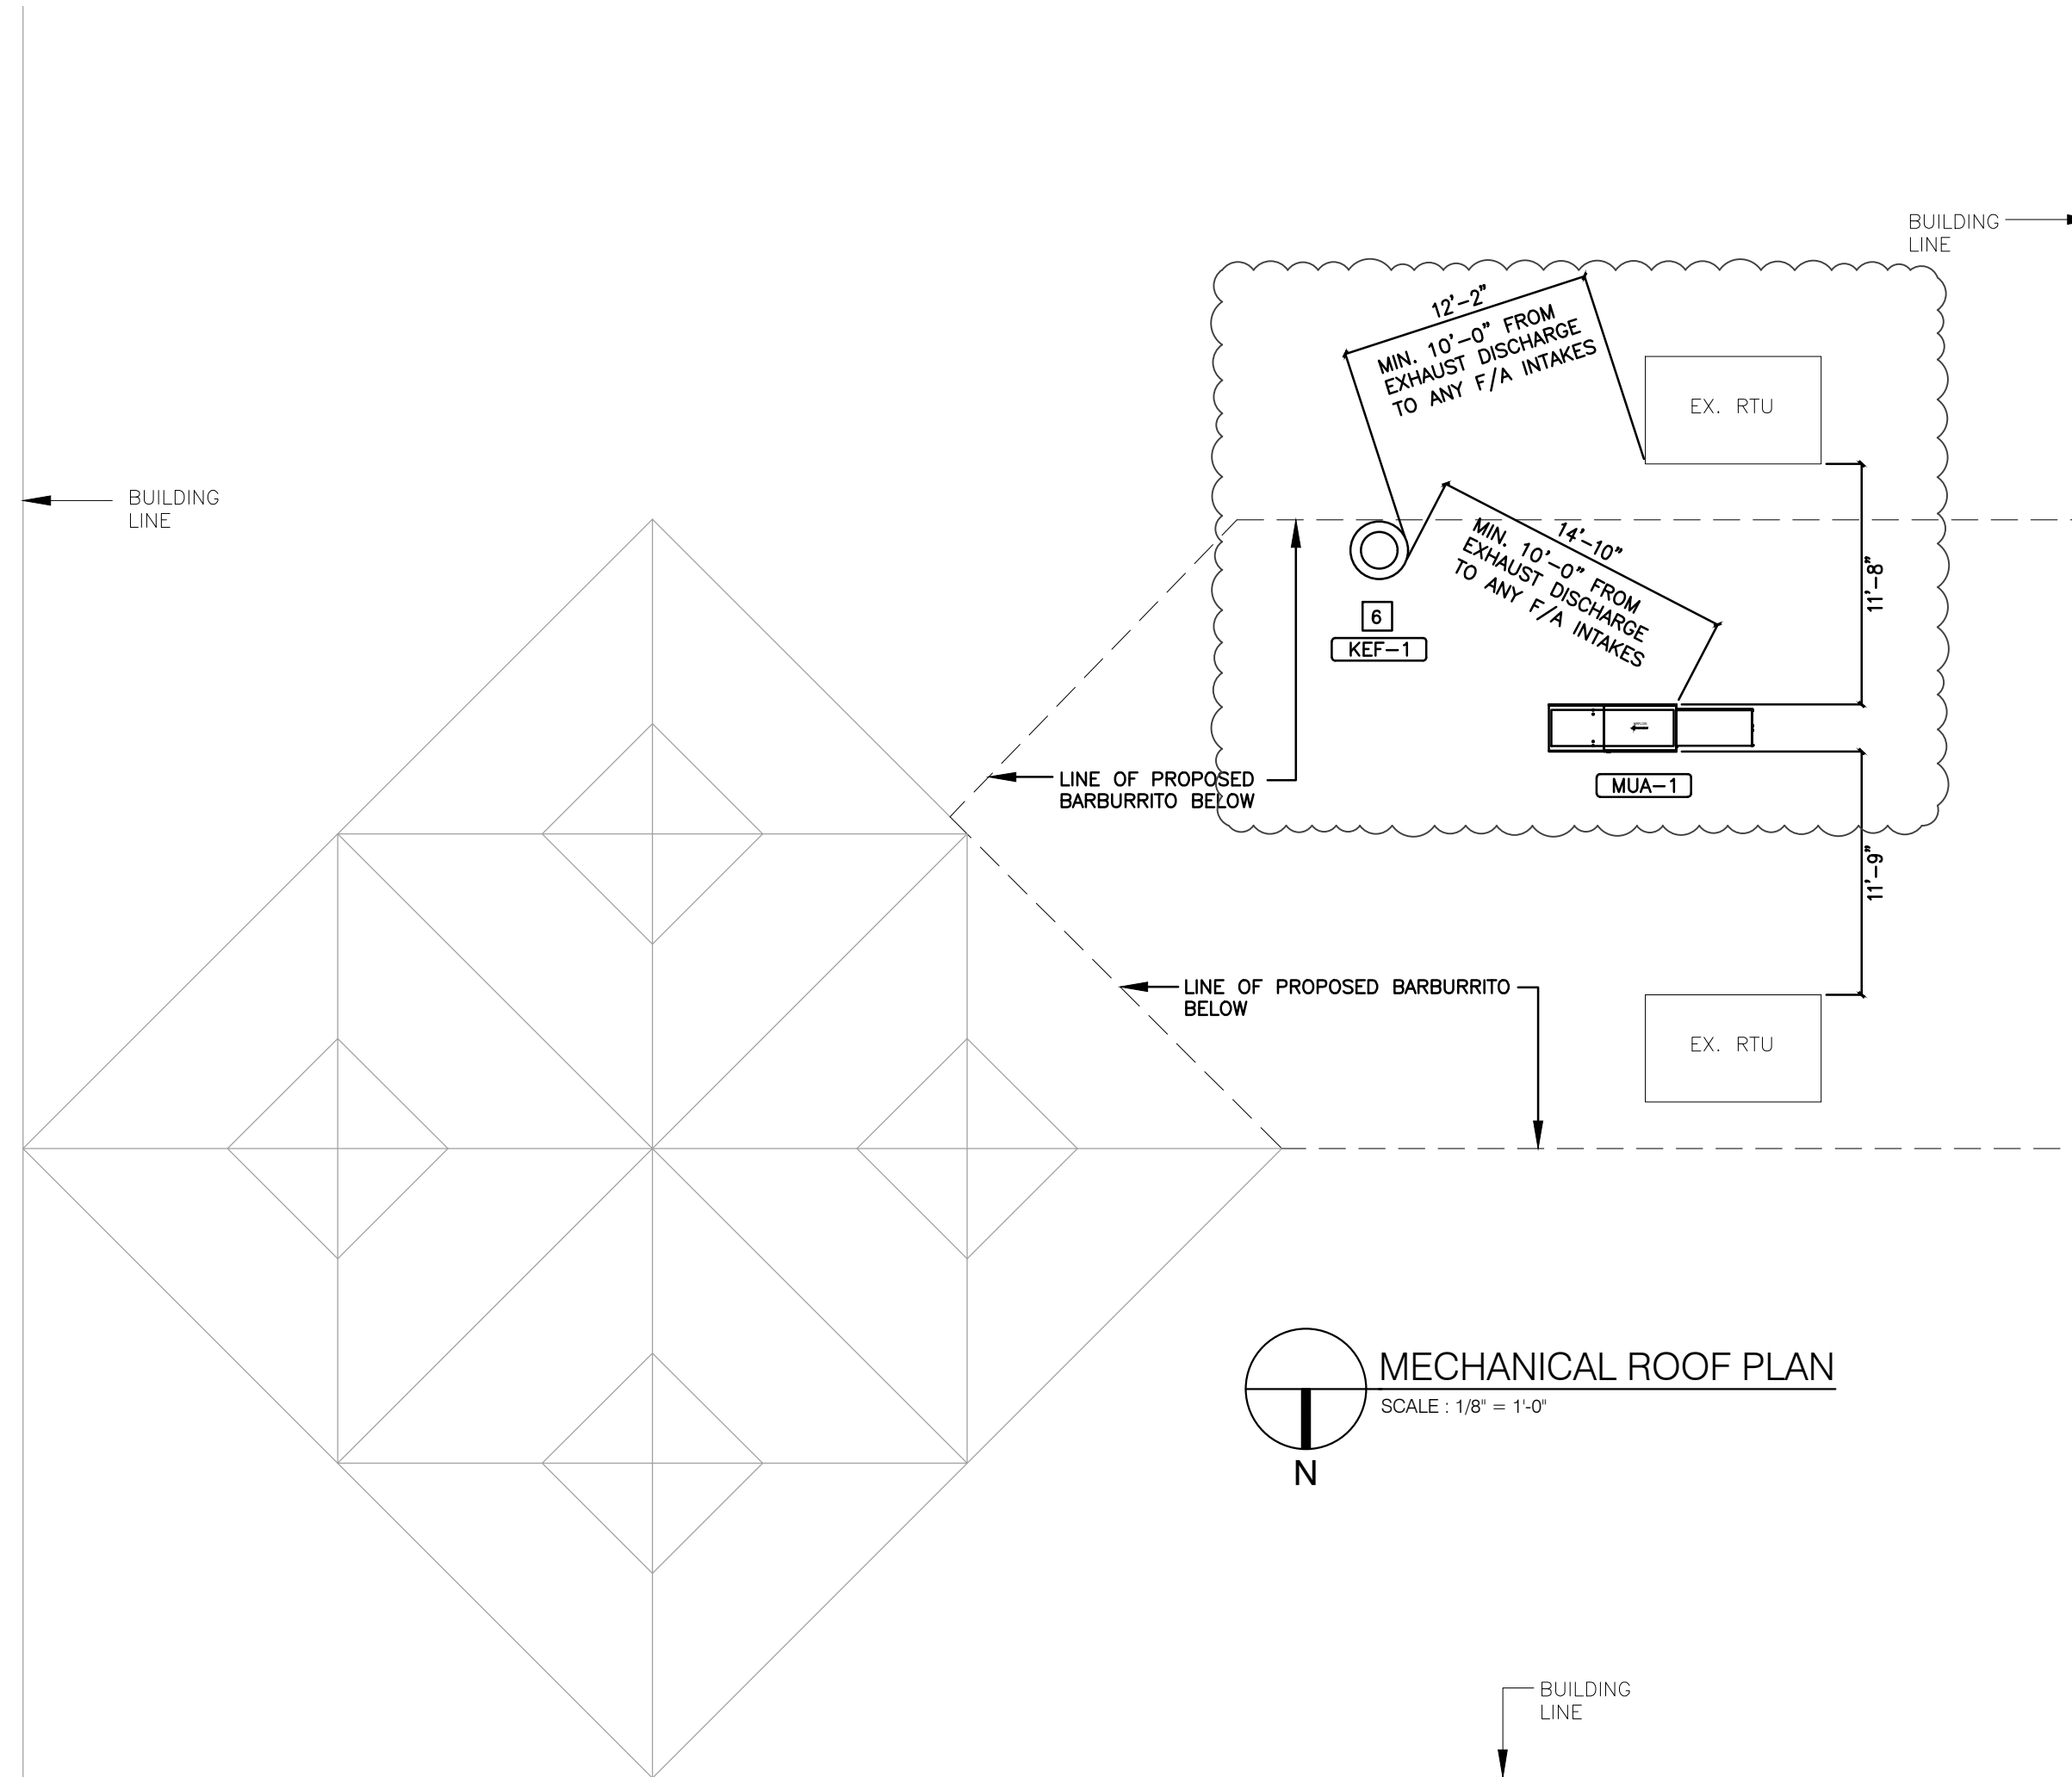 BUILDING
LINE
12'-2"
MIN. 10'-0" FROM
EXHAUST DISCHARGE
TO ANY F/A INTAKES
EX. RTU
BUILDING
LINE
14'-10"
MIN. 10'-0" FROM
EXHAUST DISCHARGE
TO ANY F/A INTAKES
11'-8"
6
KEF-1
MUA-1
LINE OF PROPOSED
BARBURRITO BELOW
11'-9"
LINE OF PROPOSED BARBURRITO
BELOW
EX. RTU
MECHANICAL ROOF PLAN
SCALE : 1/8" = 1'-0"
N
BUILDING
LINE